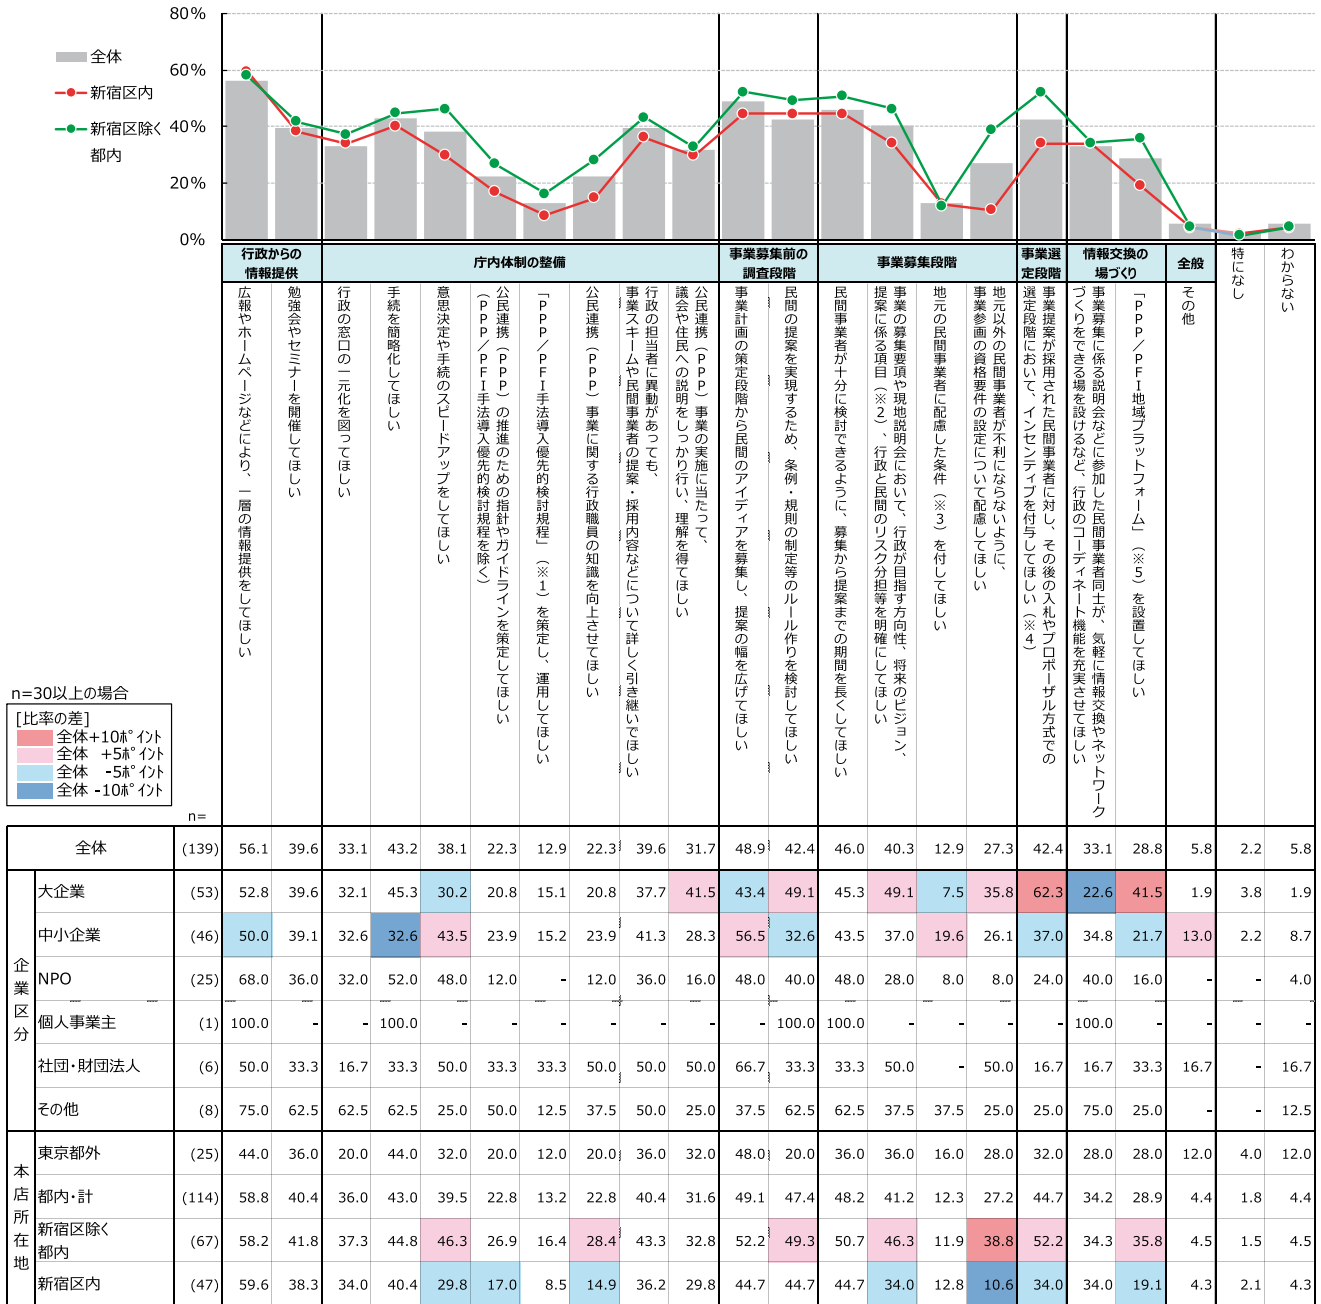 80%
60%
40%
20%
0%
全体
新宿区内
新宿区除く
都内
行政からの
情報提供
庁内体制の整備
事業募集前の
調査段階
事業募集段階
事業選
定段階
情報交換の
場づくり
全般
広報やホームページなどにより、一層の情報提供をしてほしい
勉強会やセミナーを開催してほしい
行政の窓口の一元化を図ってほしい
手続を簡略化してほしい
意思決定や手続のスピードアップをしてほしい
公民連携（PPP）の推進のための指針やガイドラインを策定してほしい
（PPP／PFI手法導入優先的検討規程を除く）
「PPP／PFI手法導入優先的検討規程」（※1）を策定し、運用してほしい
公民連携（PPP）事業に関する行政職員の知識を向上させてほしい
行政の担当者に異動があっても、
事業スキームや民間事業者の提案・採用内容などについて詳しく引き継いでほしい
公民連携（PPP）事業の実施に当たって、
議会や住民への説明をしっかり行い、理解を得てほしい
事業計画の策定段階から民間のアイディアを募集し、提案の幅を広げてほしい
民間の提案を実現するため、条例・規則の制定等のルール作りを検討してほしい
民間事業者が十分に検討できるように、募集から提案までの期間を長くしてほしい
事業の募集要項や現地説明会において、行政が目指す方向性、将来のビジョン、
提案に係る項目（※2）、行政と民間のリスク分担等を明確にしてほしい
地元の民間事業者に配慮した条件（※3）を付してほしい
地元以外の民間事業者が不利にならないように、
事業参画の資格要件の設定について配慮してほしい
事業提案が採用された民間事業者に対し、その後の入札やプロポーザル方式での
選定段階において、インセンティブを付与してほしい（※4）
事業募集に係る説明会などに参加した民間事業者同士が、気軽に情報交換やネットワーク
づくりをできる場を設けるなど、行政のコーディネート機能を充実させてほしい
「PPP／PFI地域プラットフォーム」（※5）を設置してほしい
その他
特になし
わからない
n=30以上の場合
[比率の差]
全体+10ﾎﾟｲﾝﾄ
全体 +5ﾎﾟｲﾝﾄ
全体 -5ﾎﾟｲﾝﾄ
全体 -10ﾎﾟｲﾝﾄ
n=
全体 (139) 56.1 39.6 33.1 43.2 38.1 22.3 12.9 22.3 39.6 31.7 48.9 42.4 46.0 40.3 12.9 27.3 42.4 33.1 28.8 5.8 2.2 5.8
企業区分
大企業 (53) 52.8 39.6 32.1 45.3 30.2 20.8 15.1 20.8 37.7 41.5 43.4 49.1 45.3 49.1 7.5 35.8 62.3 22.6 41.5 1.9 3.8 1.9
中小企業 (46) 50.0 39.1 32.6 32.6 43.5 23.9 15.2 23.9 41.3 28.3 56.5 32.6 43.5 37.0 19.6 26.1 37.0 34.8 21.7 13.0 2.2 8.7
NPO (25) 68.0 36.0 32.0 52.0 48.0 12.0 - 12.0 36.0 16.0 48.0 40.0 48.0 28.0 8.0 8.0 24.0 40.0 16.0 - - 4.0
個人事業主 (1) 100.0 - - 100.0 - - - - - - - 100.0 100.0 - - - - 100.0 - - - -
社団・財団法人 (6) 50.0 33.3 16.7 33.3 50.0 33.3 33.3 50.0 50.0 50.0 66.7 33.3 33.3 50.0 - 50.0 16.7 16.7 33.3 16.7 - 16.7
その他 (8) 75.0 62.5 62.5 62.5 25.0 50.0 12.5 37.5 50.0 25.0 37.5 62.5 62.5 37.5 37.5 25.0 25.0 75.0 25.0 - - 12.5
本店所在地
東京都外 (25) 44.0 36.0 20.0 44.0 32.0 20.0 12.0 20.0 36.0 32.0 48.0 20.0 36.0 36.0 16.0 28.0 32.0 28.0 28.0 12.0 4.0 12.0
都内・計 (114) 58.8 40.4 36.0 43.0 39.5 22.8 13.2 22.8 40.4 31.6 49.1 47.4 48.2 41.2 12.3 27.2 44.7 34.2 28.9 4.4 1.8 4.4
新宿区除く
都内 (67) 58.2 41.8 37.3 44.8 46.3 26.9 16.4 28.4 43.3 32.8 52.2 49.3 50.7 46.3 11.9 38.8 52.2 34.3 35.8 4.5 1.5 4.5
新宿区内 (47) 59.6 38.3 34.0 40.4 29.8 17.0 8.5 14.9 36.2 29.8 44.7 44.7 44.7 34.0 12.8 10.6 34.0 34.0 19.1 4.3 2.1 4.3